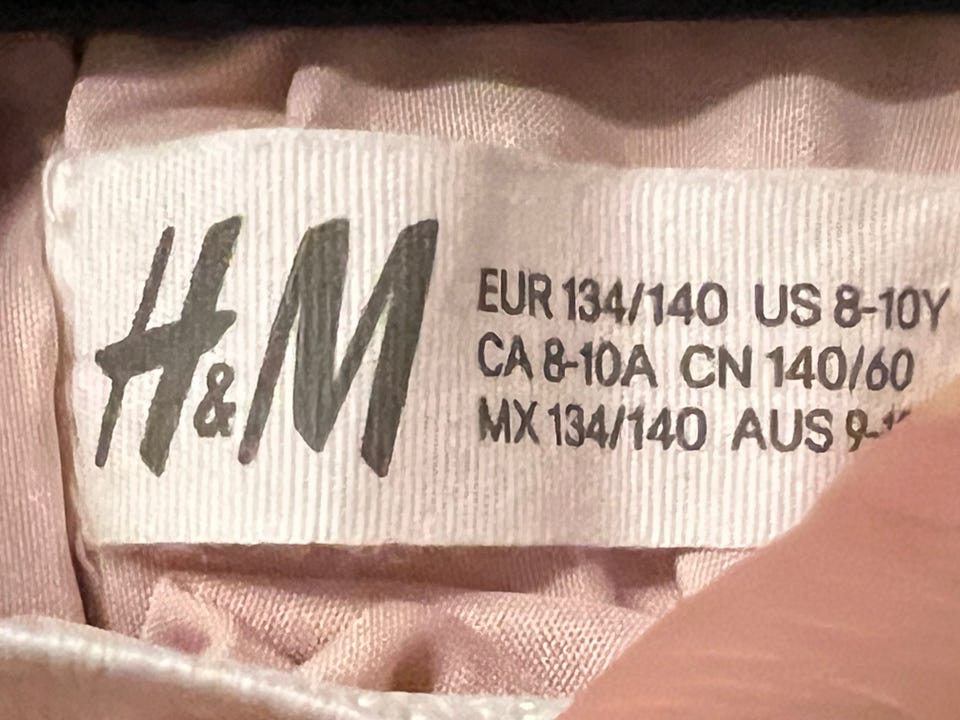 H&M
EUR 134/140 US 8-10Y
CA 8-10A CN 140/60
MX 134/140 AUS